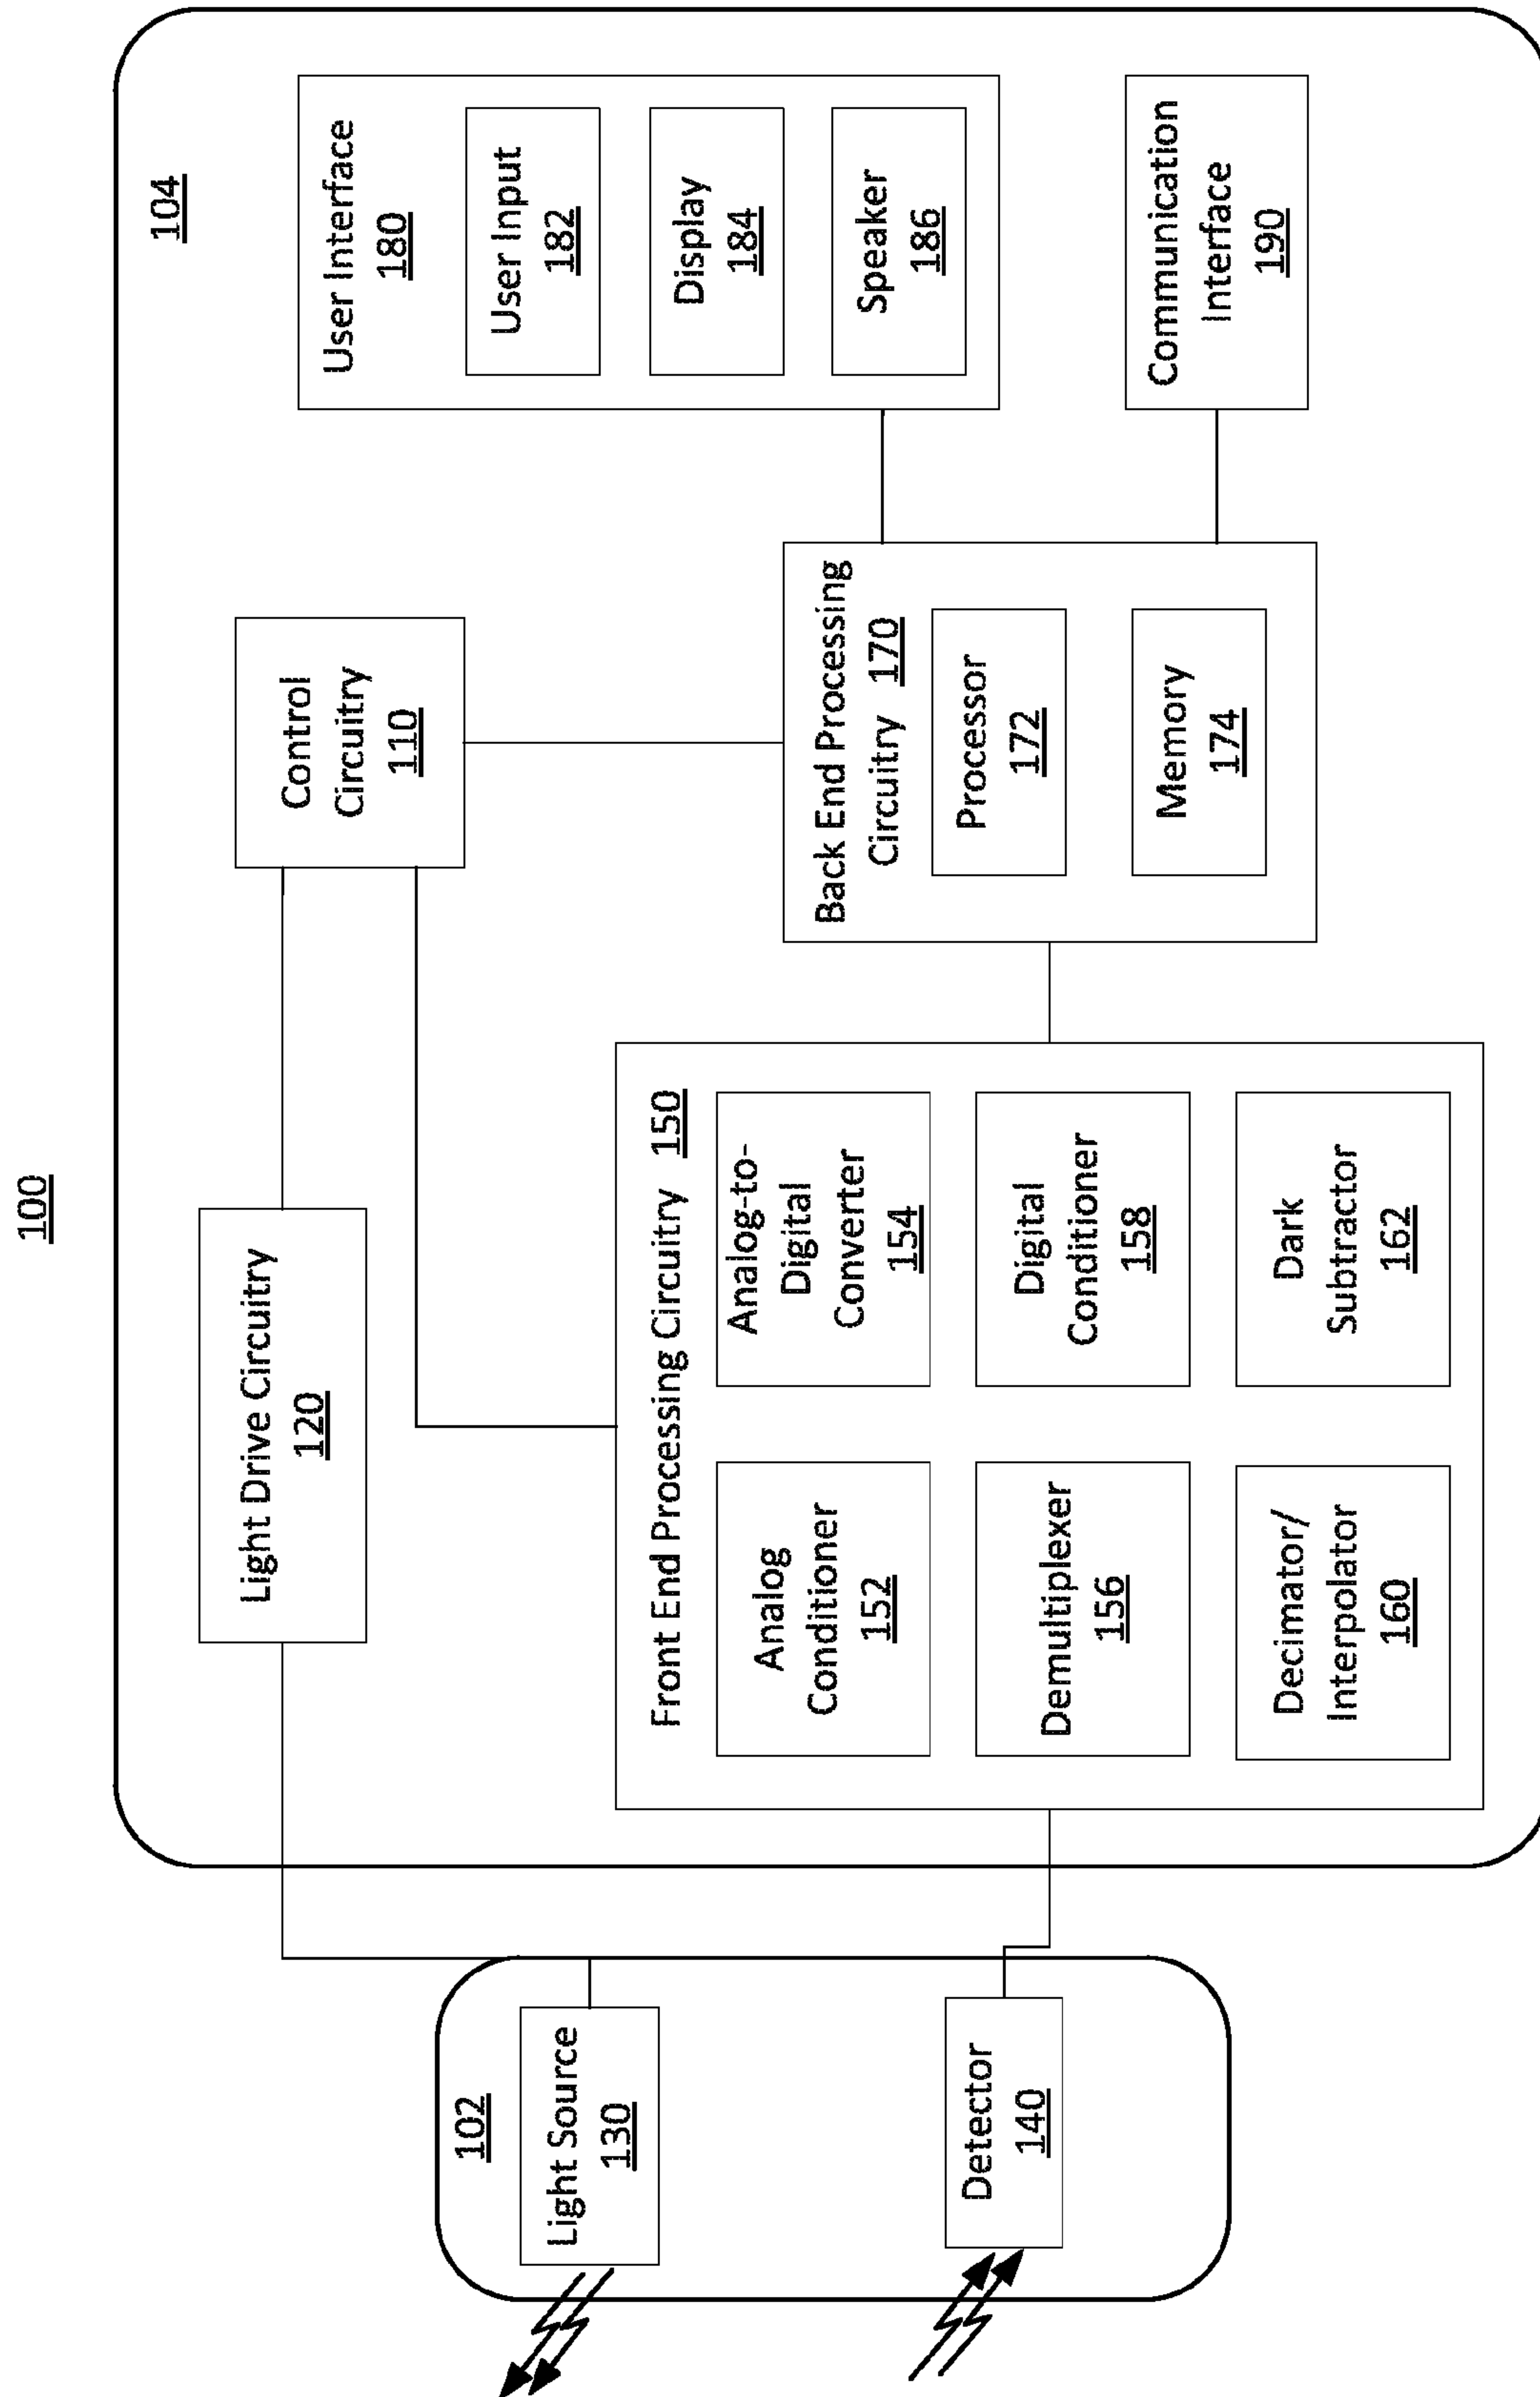 100
104
Light Drive Circuitry
120
Control
Circuitry
110
User Interface
180
User Input
182
Display
184
Speaker
186
102
Light Source
130
Detector
140
Front End Processing Circuitry 150
Analog
Conditioner
152
Analog-to-
Digital
Converter
154
Demultiplexer
156
Digital
Conditioner
158
Decimator/
Interpolator
160
Dark
Subtractor
162
Back End Processing
Circuitry 170
Processor
172
Memory
174
Communication
Interface
190